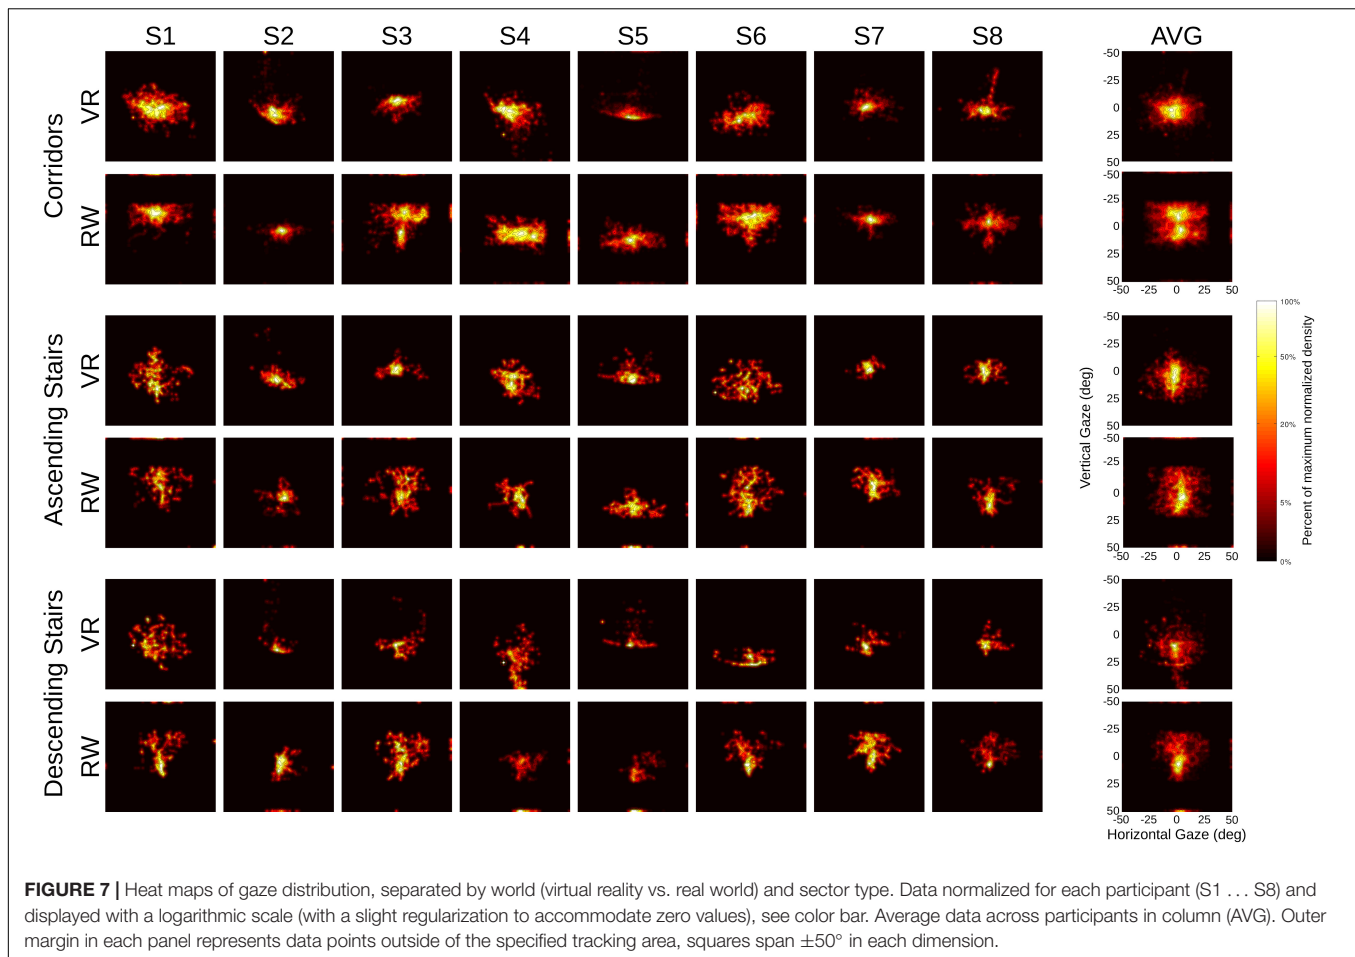 S1 S2 S3 S4 S5 S6 S7 S8 AVG
Corridors
VR
RW
-50
-25
0
25
50
-50
-25
0
25
50
-50 -25 0 25 50
Ascending Stairs
VR
RW
Vertical Gaze (deg)
-50
-25
0
25
50
-50
-25
0
25
50
-50 -25 0 25 50
100%
50%
20%
5%
0%
Percent of maximum normalized density
Descending Stairs
VR
RW
-50
-25
0
25
50
-50
-25
0
25
50
-50 -25 0 25 50
Horizontal Gaze (deg)
FIGURE 7 | Heat maps of gaze distribution, separated by world (virtual reality vs. real world) and sector type. Data normalized for each participant (S1 … S8) and
displayed with a logarithmic scale (with a slight regularization to accommodate zero values), see color bar. Average data across participants in column (AVG). Outer
margin in each panel represents data points outside of the specified tracking area, squares span ±50° in each dimension.